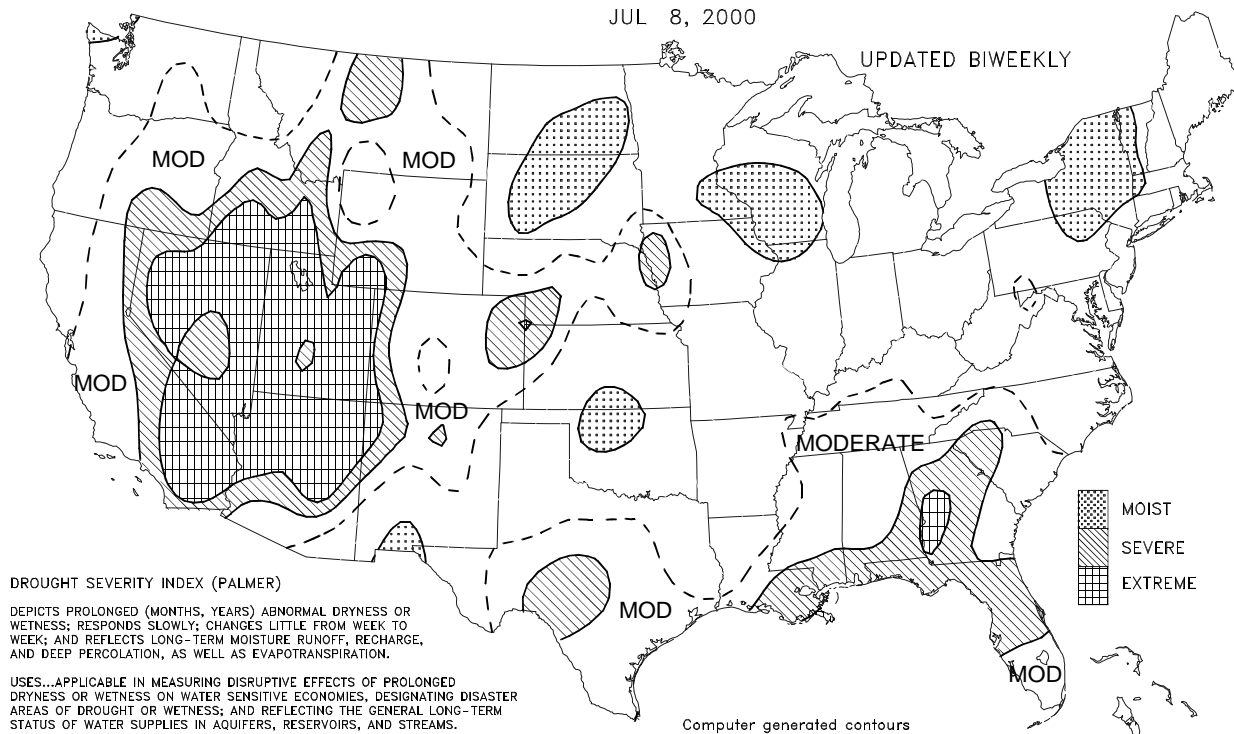 JUL 8, 2000
UPDATED BIWEEKLY
MOD
MOD
MOD
MOD
MODERATE
MOIST
SEVERE
EXTREME
MOD
MOD
DROUGHT SEVERITY INDEX (PALMER)
DEPICTS PROLONGED (MONTHS, YEARS) ABNORMAL DRYNESS OR
WETNESS; RESPONDS SLOWLY; CHANGES LITTLE FROM WEEK TO
WEEK; AND REFLECTS LONG-TERM MOISTURE RUNOFF, RECHARGE,
AND DEEP PERCOLATION, AS WELL AS EVAPOTRANSPIRATION.
USES...APPLICABLE IN MEASURING DISRUPTIVE EFFECTS OF PROLONGED
DRYNESS OR WETNESS ON WATER SENSITIVE ECONOMIES, DESIGNATING DISASTER
AREAS OF DROUGHT OR WETNESS; AND REFLECTING THE GENERAL LONG-TERM
STATUS OF WATER SUPPLIES IN AQUIFERS, RESERVOIRS, AND STREAMS.
Computer generated contours